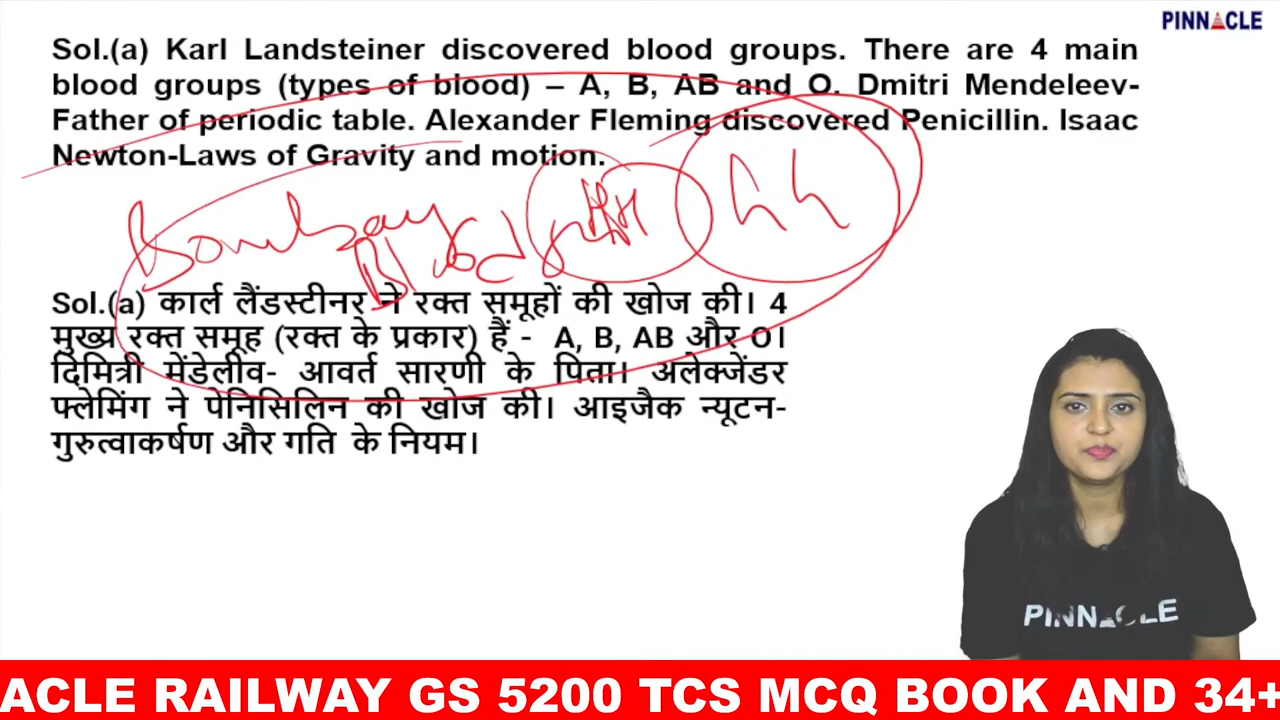 PINNACLE
Sol.(a) Karl Landsteiner discovered blood groups. There are 4 main
blood groups (types of blood) – A, B, AB and O. Dmitri Mendeleev-
Father of periodic table. Alexander Fleming discovered Penicillin. Isaac
Newton-Laws of Gravity and motion.
Bombay
Blood
hh
Sol.(a) कार्ल लैंडस्टीनर ने रक्त समूहों की खोज की। 4
मुख्य रक्त समूह (रक्त के प्रकार) हैं - A, B, AB और O।
दिमित्री मेंडेलीव- आवर्त सारणी के पिता। अलेक्जेंडर
फ्लेमिंग ने पेनिसिलिन की खोज की। आइजैक न्यूटन-
गुरुत्वाकर्षण और गति के नियम।
PINNACLE
ACLE RAILWAY GS 5200 TCS MCQ BOOK AND 34+